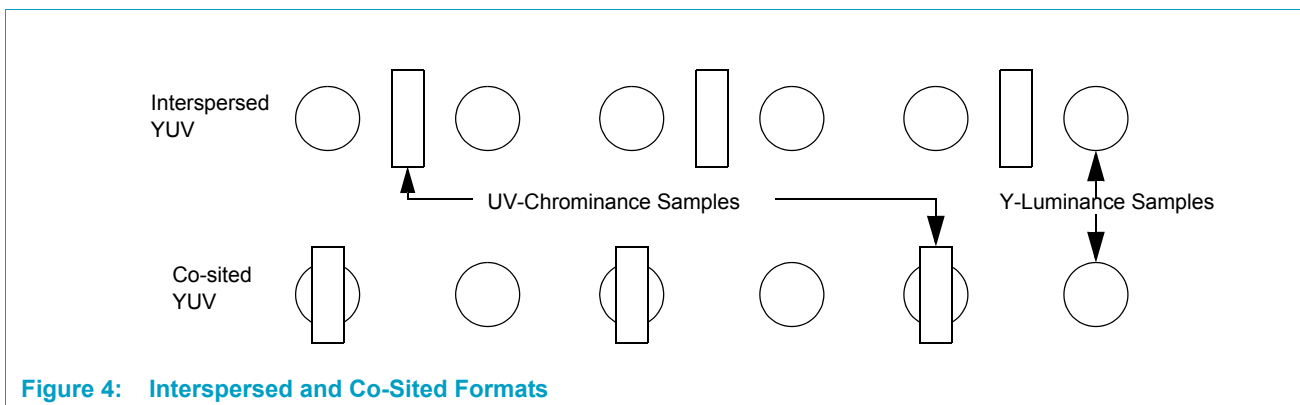 Interspersed
YUV
UV-Chrominance Samples
Y-Luminance Samples
Co-sited
YUV
Figure 4: Interspersed and Co-Sited Formats